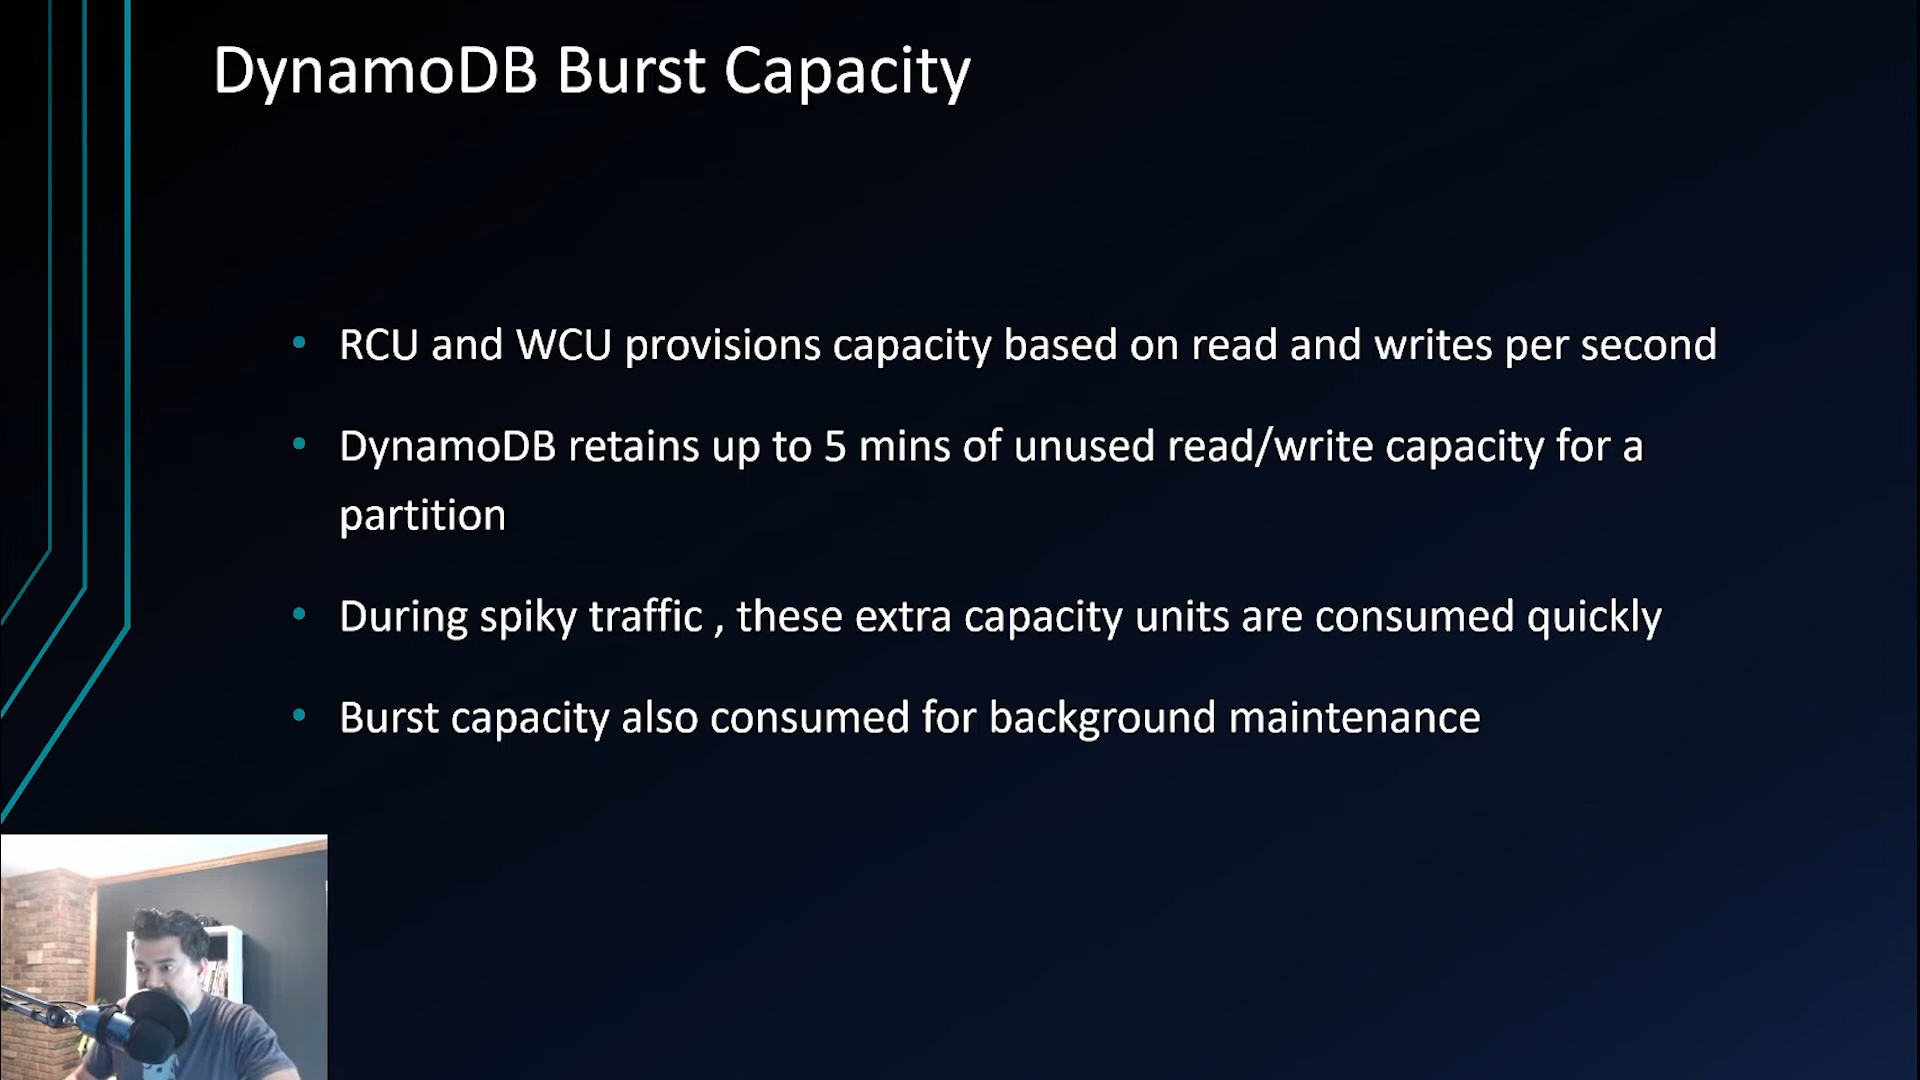 DynamoDB Burst Capacity
• RCU and WCU provisions capacity based on read and writes per second
• DynamoDB retains up to 5 mins of unused read/write capacity for a
partition
• During spiky traffic , these extra capacity units are consumed quickly
• Burst capacity also consumed for background maintenance